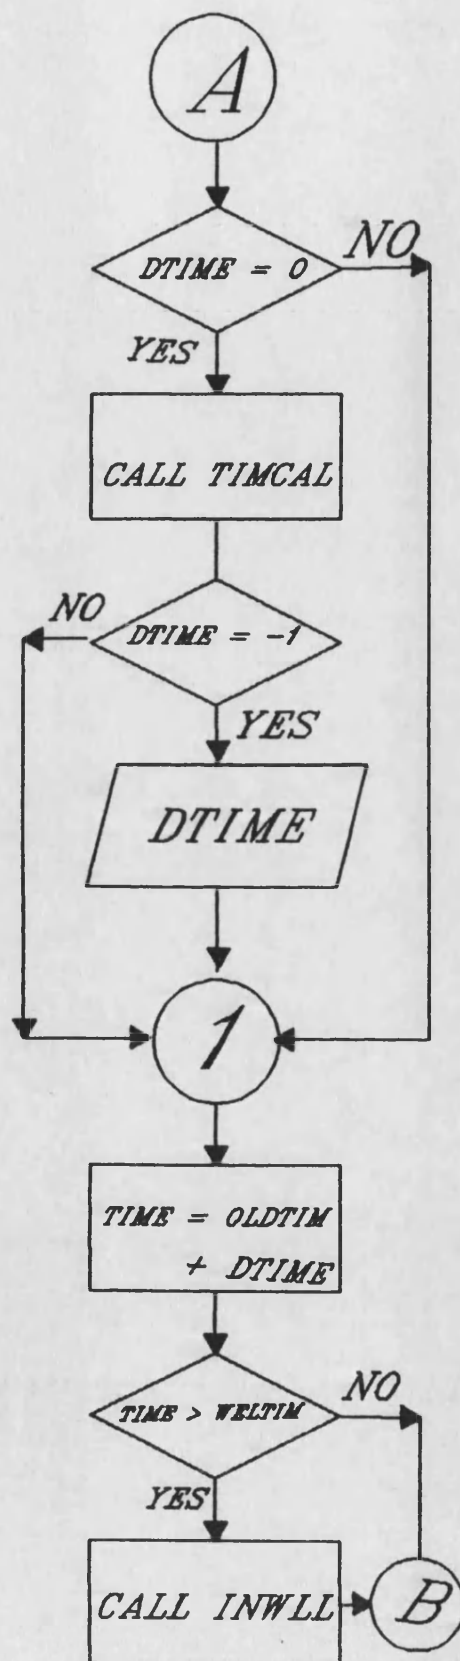 A
DTIME = 0
NO
YES
CALL TIMCAL
NO
DTIME = -1
YES
DTIME
1
TIME = OLDTIM
+ DTIME
TIME > WELTIM
NO
YES
CALL INWLL
B